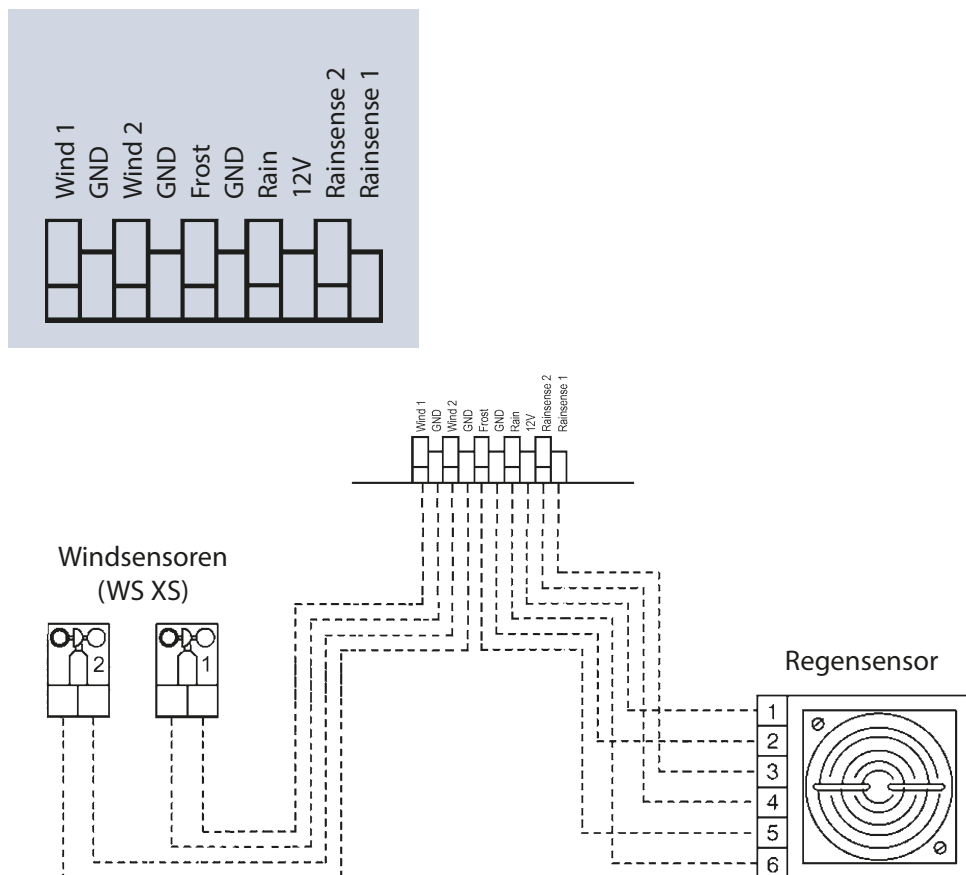 Wind 1
GND
Wind 2
GND
Frost
GND
Rain
12V
Rainsense 2
Rainsense 1
Wind 1
GND
Wind 2
GND
Frost
GND
Rain
12V
Rainsense 2
Rainsense 1
Windsensoren
(WS XS)
2
1
Regensensor
1
2
3
4
5
6